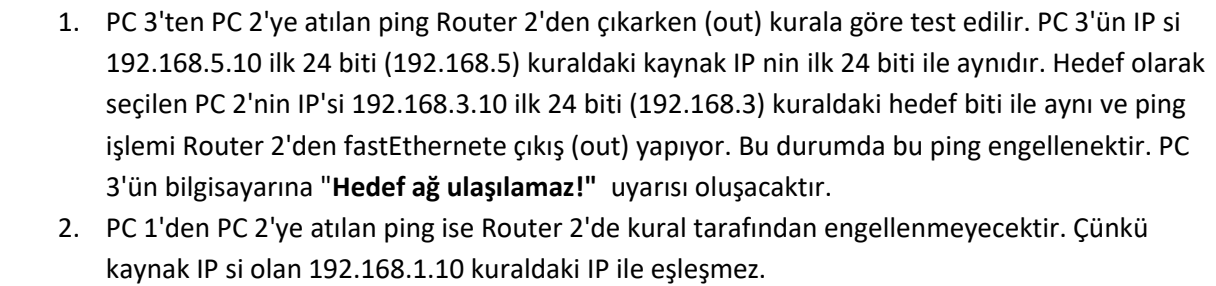 1. PC 3'ten PC 2'ye atılan ping Router 2'den çıkarken (out) kurala göre test edilir. PC 3'ün IP si
192.168.5.10 ilk 24 biti (192.168.5) kuraldaki kaynak IP nin ilk 24 biti ile aynıdır. Hedef olarak
seçilen PC 2'nin IP'si 192.168.3.10 ilk 24 biti (192.168.3) kuraldaki hedef biti ile aynı ve ping
işlemi Router 2'den fastEthernete çıkış (out) yapıyor. Bu durumda bu ping engellenektir. PC
3'ün bilgisayarına "Hedef ağ ulaşılamaz!" uyarısı oluşacaktır.
2. PC 1'den PC 2'ye atılan ping ise Router 2'de kural tarafından engellenmeyecektir. Çünkü
kaynak IP si olan 192.168.1.10 kuraldaki IP ile eşleşmez.